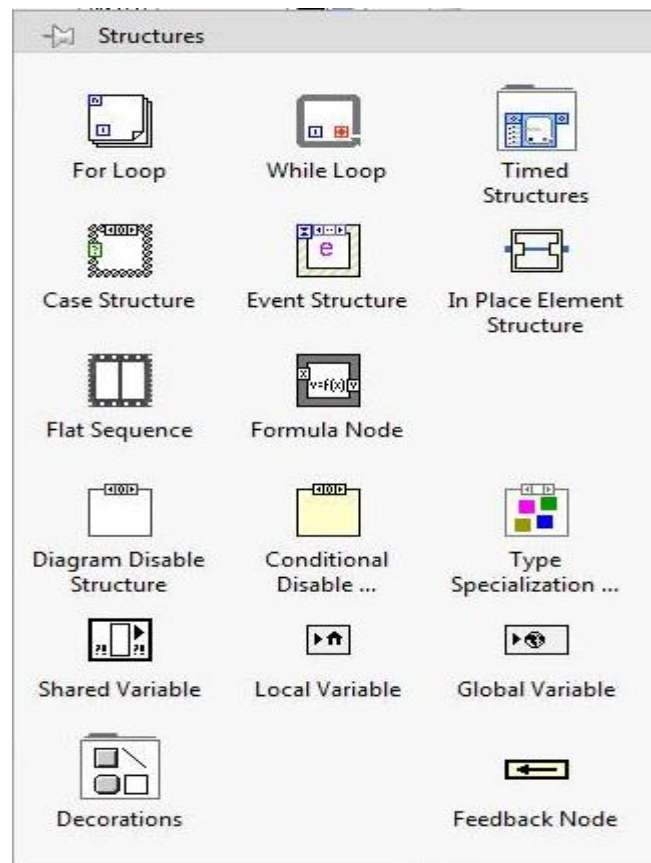 Structures
For Loop
While Loop
Timed
Structures
Case Structure
Event Structure
In Place Element
Structure
Flat Sequence
Formula Node
Diagram Disable
Structure
Conditional
Disable ...
Type
Specialization ...
Shared Variable
Local Variable
Global Variable
Decorations
Feedback Node